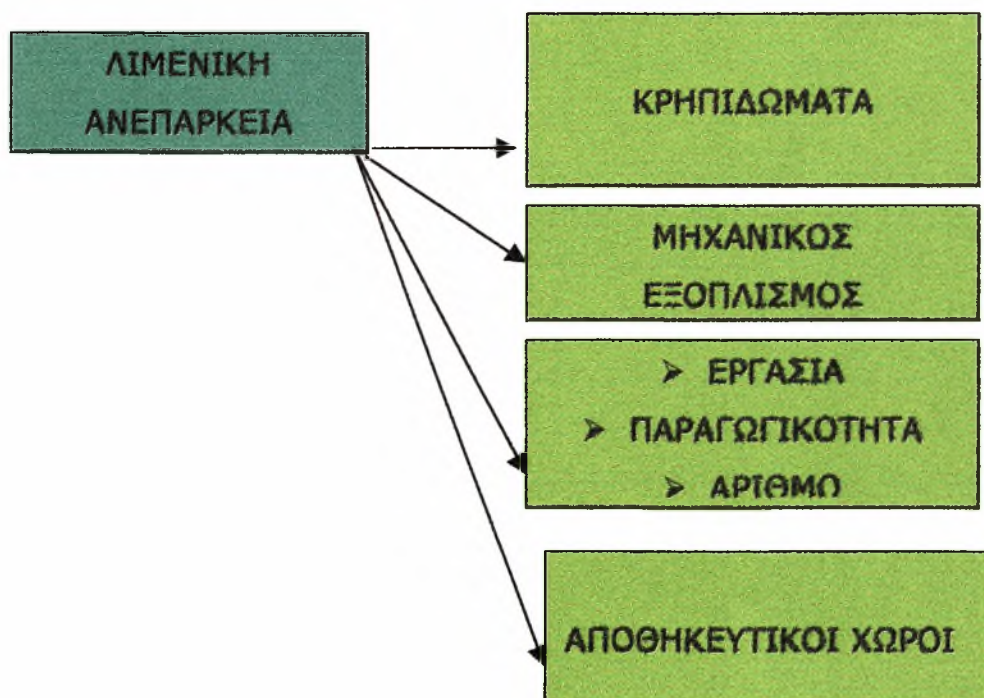 ΛΙΜΕΝΙΚΗ
ΑΝΕΠΑΡΚΕΙΑ
ΚΡΗΠΙΔΩΜΑΤΑ
ΜΗΧΑΝΙΚΟΣ
ΕΞΟΠΛΙΣΜΟΣ
➢ ΕΡΓΑΣΙΑ
➢ ΠΑΡΑΓΩΓΙΚΟΤΗΤΑ
➢ ΑΡΙΘΜΟ
ΑΠΟΘΗΚΕΥΤΙΚΟΙ ΧΩΡΟΙ